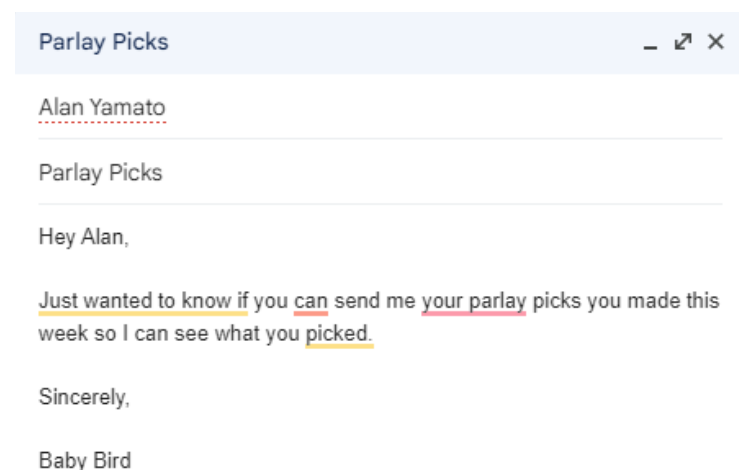 Parlay Picks
Alan Yamato
Parlay Picks
Hey Alan,
Just wanted to know if you can send me your parlay picks you made this
week so I can see what you picked.
Sincerely,
Baby Bird